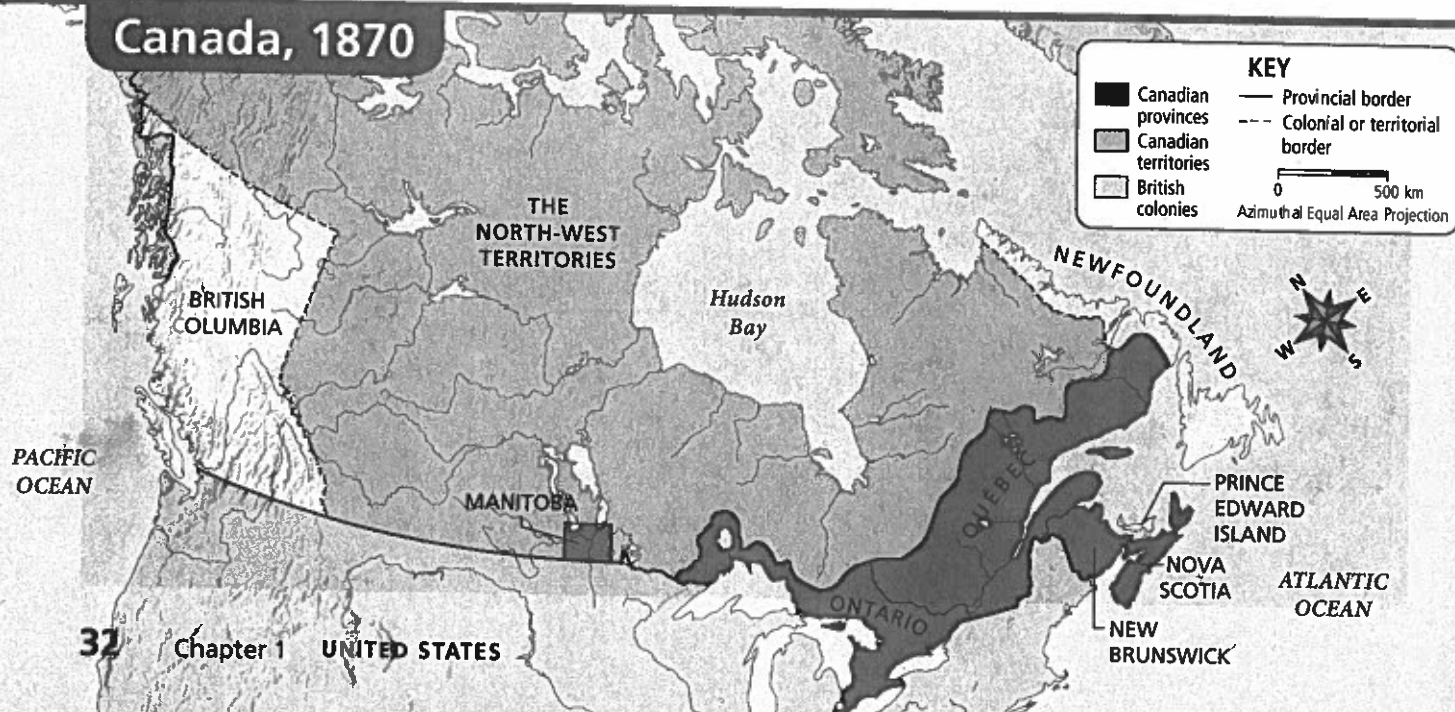 Canada, 1870
KEY
Canadian
provinces
Canadian
territories
British
colonies
Provincial border
Colonial or territorial
border
0 500 km
Azimuthal Equal Area Projection
THE
NORTH-WEST
TERRITORIES
BRITISH
COLUMBIA
Hudson
Bay
NEWFOUNDLAND
N
E
W
S
PACIFIC
OCEAN
MANITOBA
QUÉBEC
ONTARIO
PRINCE
EDWARD
ISLAND
NOVA
SCOTIA
ATLANTIC
OCEAN
NEW
BRUNSWICK
32 Chapter 1
UNITED STATES